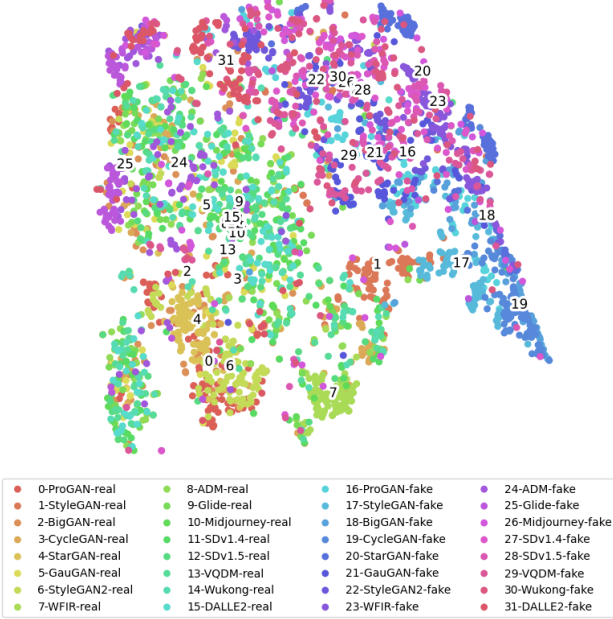 31
20
22 30 26
28
23
29 21 16
25 24
5 9
15
18
10
13
1 17
2
3
19
4
0 6
7
0-ProGAN-real 8-ADM-real 16-ProGAN-fake 24-ADM-fake
1-StyleGAN-real 9-Glide-real 17-StyleGAN-fake 25-Glide-fake
2-BigGAN-real 10-Midjourney-real 18-BigGAN-fake 26-Midjourney-fake
3-CycleGAN-real 11-SDv1.4-real 19-CycleGAN-fake 27-SDv1.4-fake
4-StarGAN-real 12-SDv1.5-real 20-StarGAN-fake 28-SDv1.5-fake
5-GauGAN-real 13-VQDM-real 21-GauGAN-fake 29-VQDM-fake
6-StyleGAN2-real 14-Wukong-real 22-StyleGAN2-fake 30-Wukong-fake
7-WFIR-real 15-DALLE2-real 23-WFIR-fake 31-DALLE2-fake